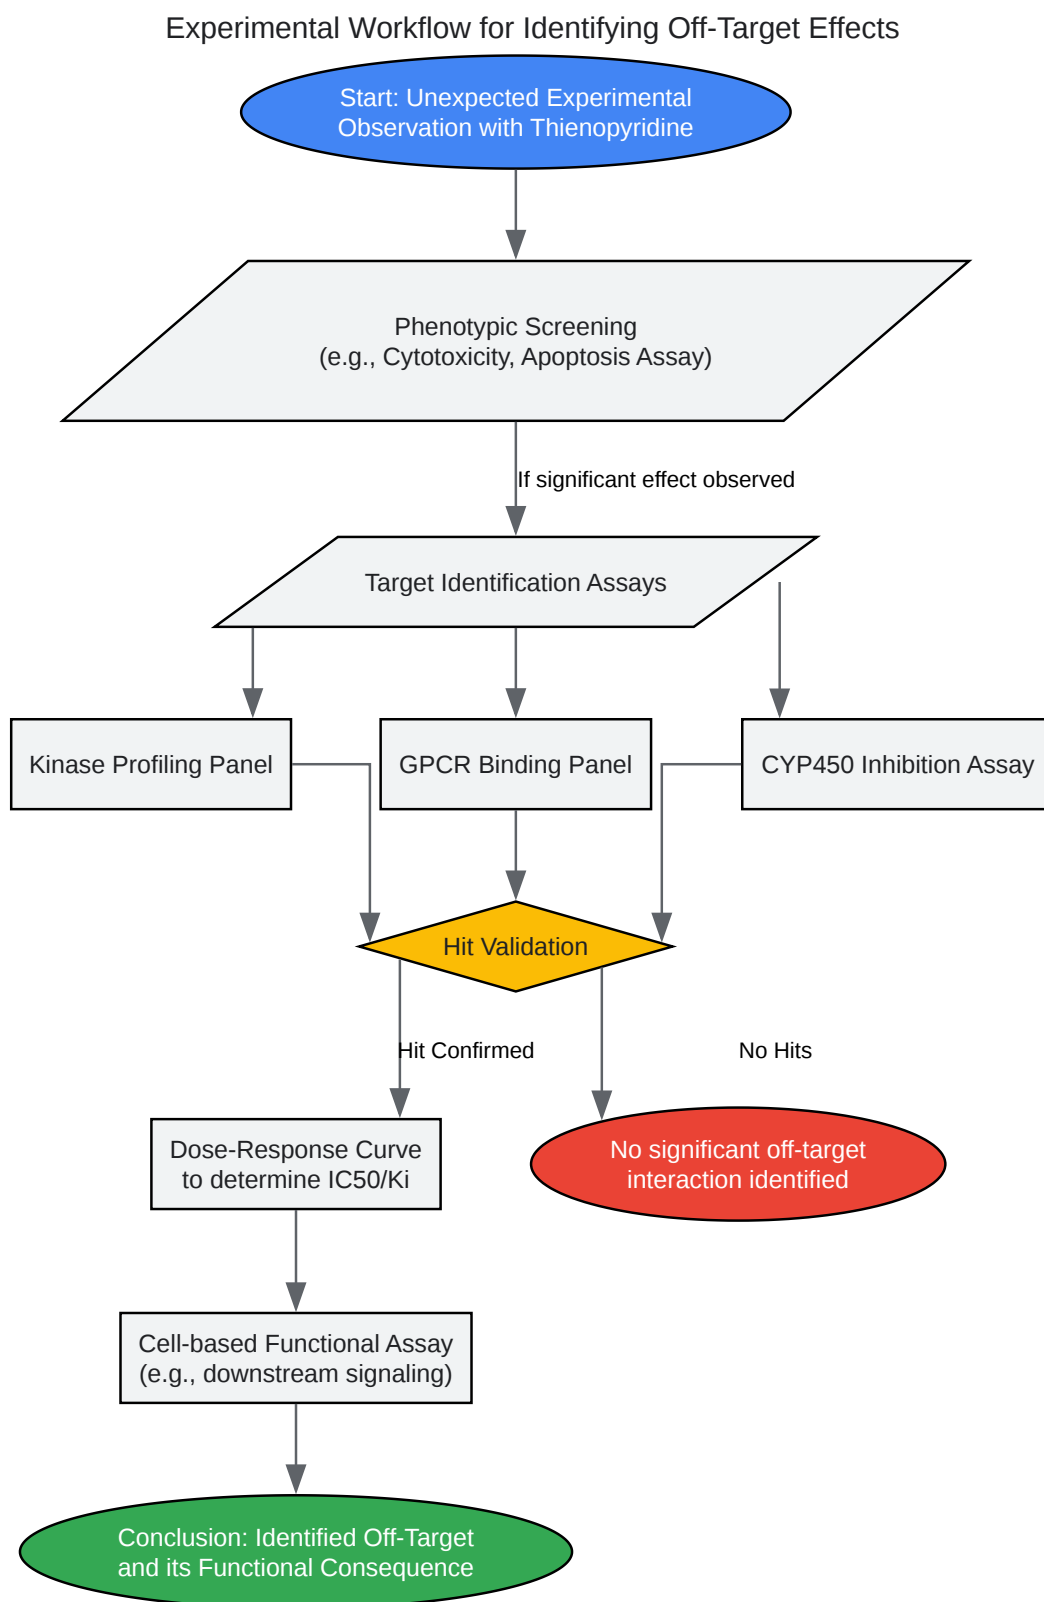 Experimental Workflow for Identifying Off-Target Effects
Start: Unexpected Experimental
Observation with Thienopyridine
Phenotypic Screening
(e.g., Cytotoxicity, Apoptosis Assay)
If significant effect observed
Target Identification Assays
Kinase Profiling Panel
GPCR Binding Panel
CYP450 Inhibition Assay
Hit Validation
Hit Confirmed
No Hits
Dose-Response Curve
to determine IC50/Ki
No significant off-target
interaction identified
Cell-based Functional Assay
(e.g., downstream signaling)
Conclusion: Identified Off-Target
and its Functional Consequence